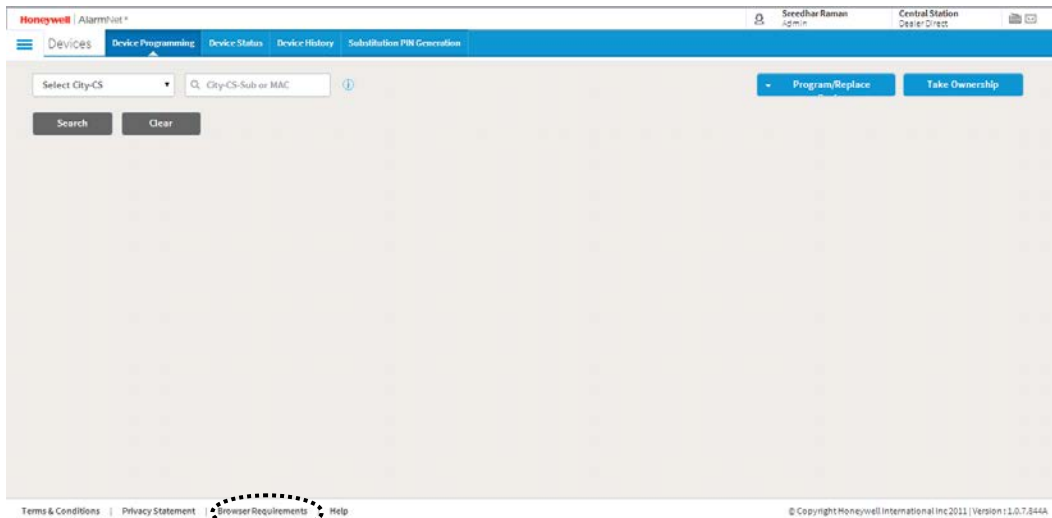 Honeywell | AlarmNet®
Sreedhar Raman
Admin
Central Station
Dealer Direct
Devices
Device Programming
Device Status
Device History
Substitution PIN Generation
Select City-CS
City-CS-Sub or MAC
Program/Replace
Take Ownership
Search
Clear
Terms & Conditions | Privacy Statement | Browser Requirements
Help
© Copyright Honeywell International Inc 2011 | Version : 1.0.7.844A